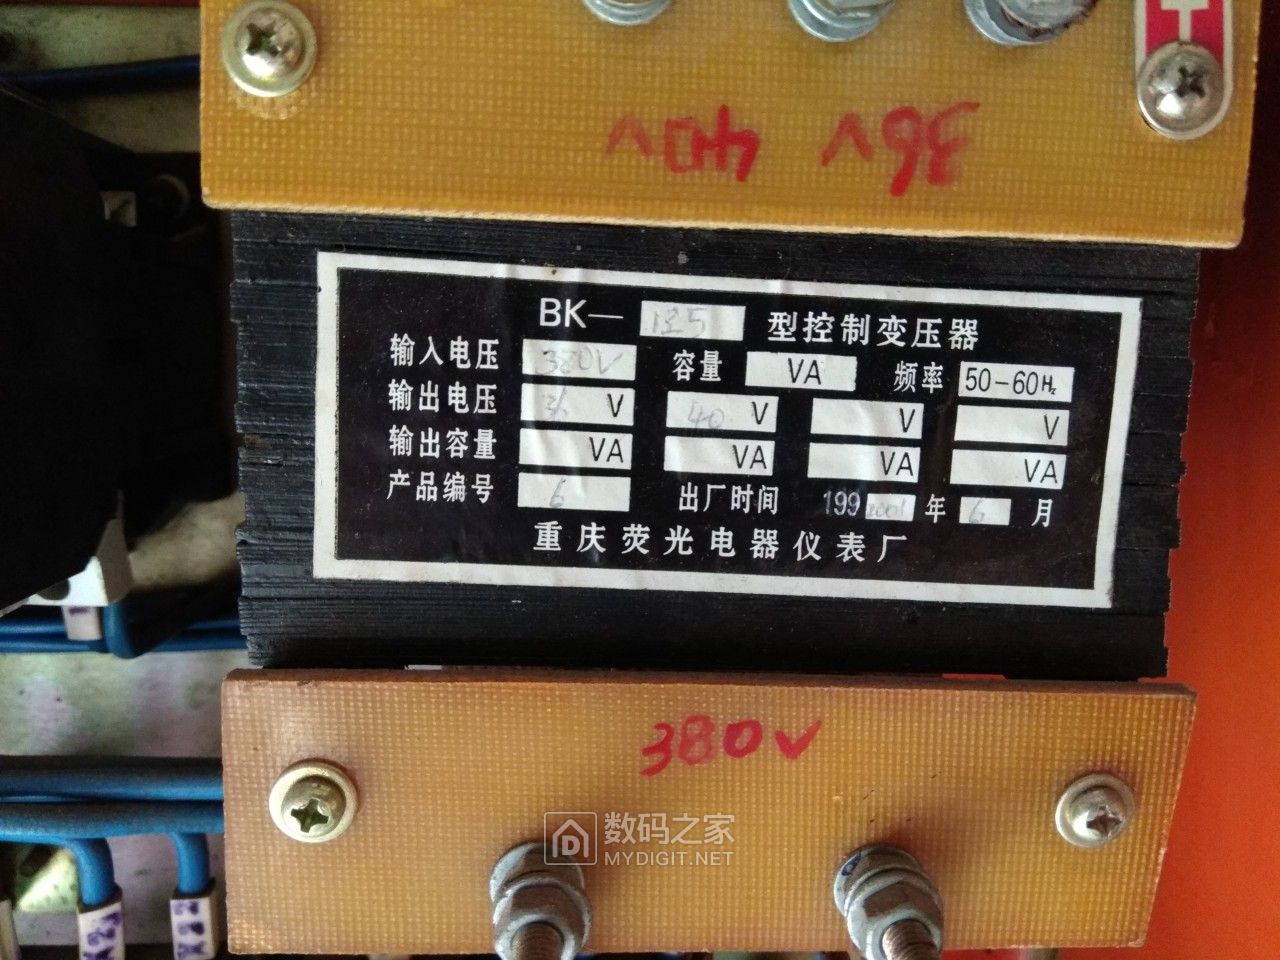 36V 40V
BK— 125 型控制变压器
输入电压 380V 容量 VA 频率 50-60Hz
输出电压 36 V 40 V V V
输出容量 VA VA VA VA
产品编号 6 出厂时间 199 2001 年 6 月
重庆荧光电器仪表厂
380V
数码之家
MYDIGIT.NET
X22